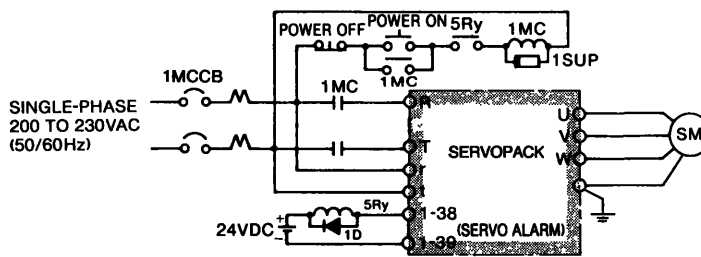 POWER OFF
POWER ON
5Ry
1MC
1SUP
1MC
1MCCB
1MC
SINGLE-PHASE
200 TO 230VAC
(50/60Hz)
R
T
r
t
SERVOPACK
U
V
W
SM
5Ry
1D
24VDC
+
−
1-38
1-39
(SERVO ALARM)